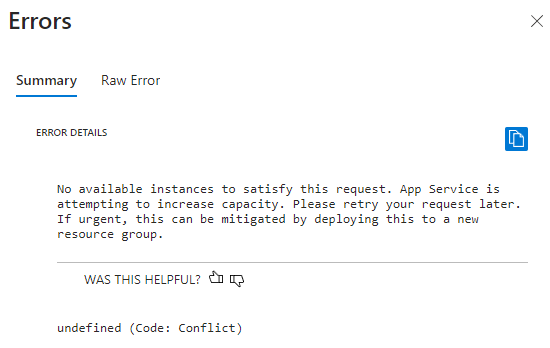 Errors
Summary Raw Error
ERROR DETAILS
No available instances to satisfy this request. App Service is
attempting to increase capacity. Please retry your request later.
If urgent, this can be mitigated by deploying this to a new
resource group.
WAS THIS HELPFUL?
undefined (Code: Conflict)